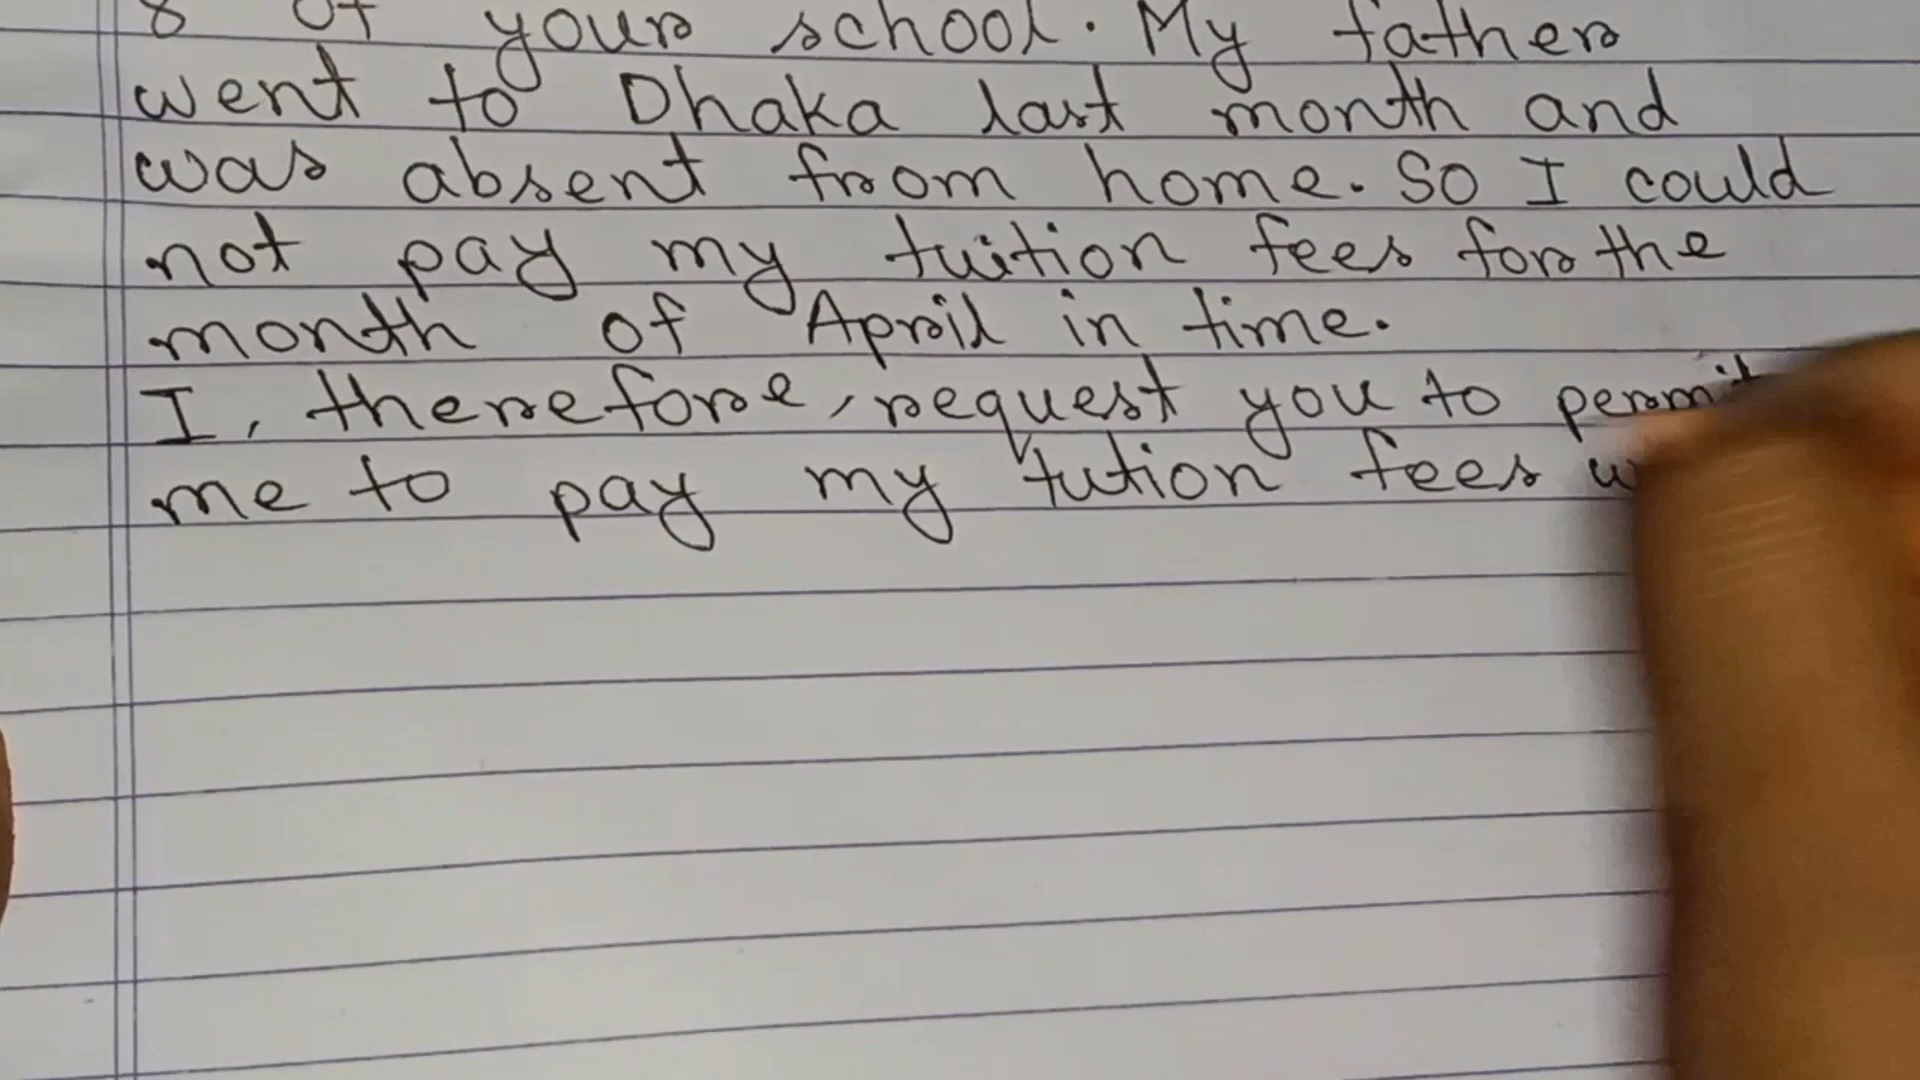 8 of your school. My father
went to Dhaka last month and
was absent from home. So I could
not pay my tuition fees for the
month of April in time.
I, therefore, request you to permit
me to pay my tution fees